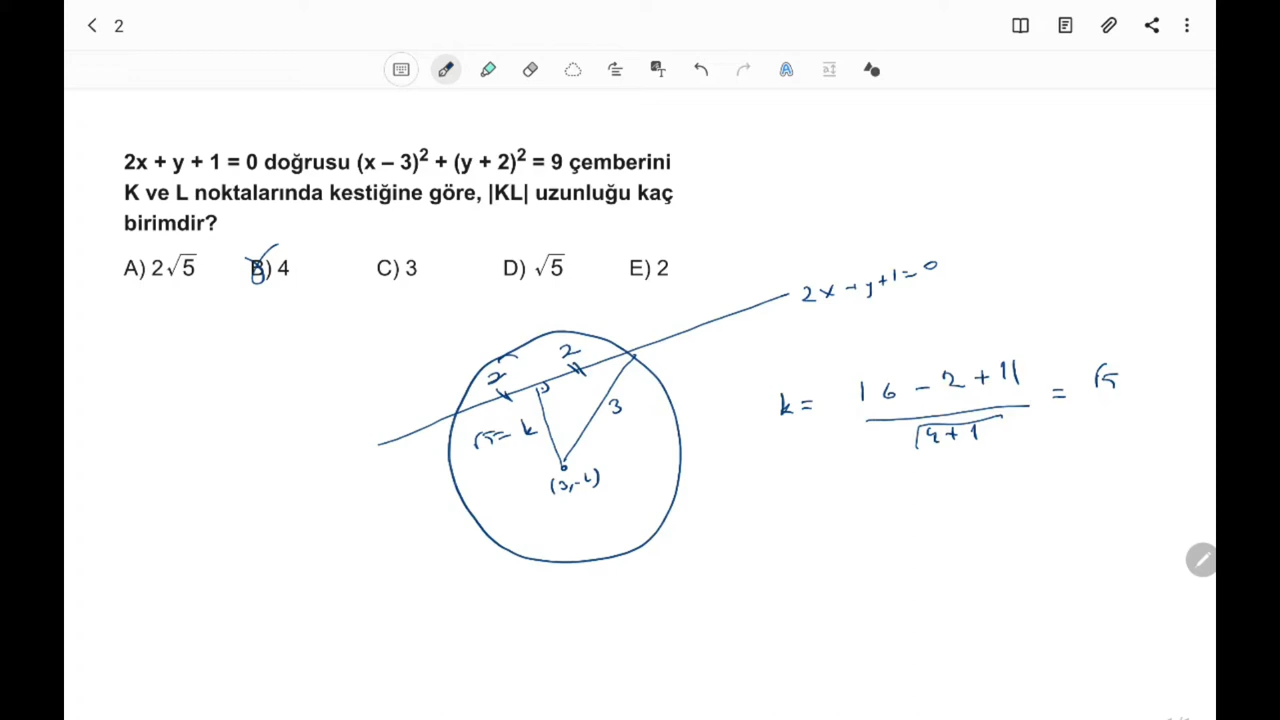 2
2x + y + 1 = 0 doğrusu (x – 3)² + (y + 2)² = 9 çemberini
K ve L noktalarında kestiğine göre, |KL| uzunluğu kaç
birimdir?
A) 2√5 B) 4 C) 3 D) √5 E) 2
2x + y + 1 = 0
2
2
3
√5 = k
(3,-2)
k = |6 - 2 + 1| / √4 + 1 = √5